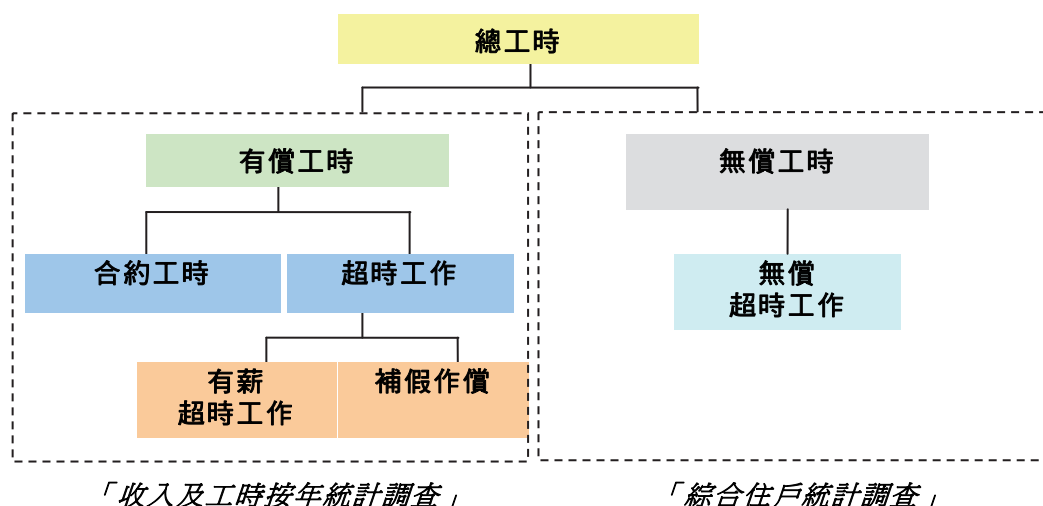 總工時
有償工時
無償工時
合約工時
超時工作
無償
超時工作
有薪
超時工作
補假作償
「收入及工時按年統計調查」
「綜合住戶統計調查」